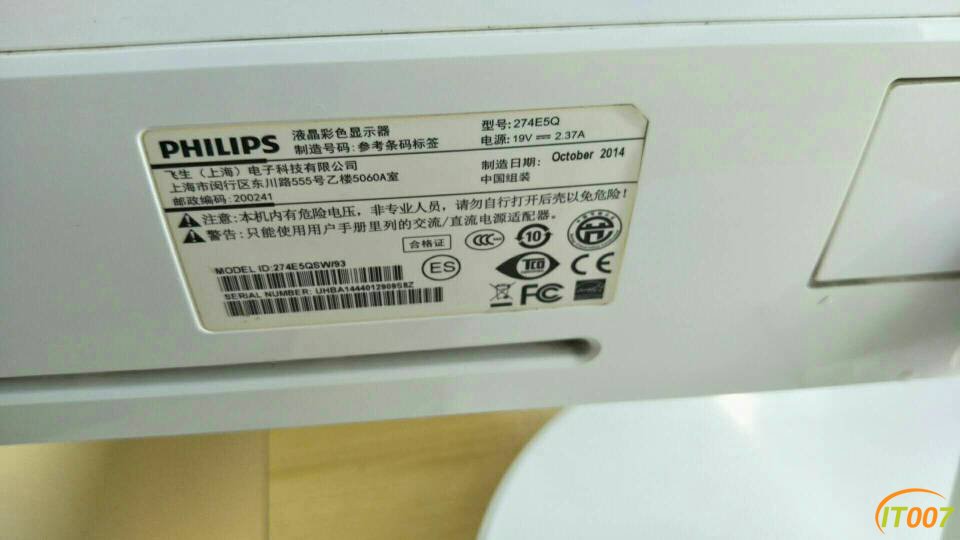 PHILIPS 液晶彩色显示器
制造号码: 参考条码标签
型号: 274E5Q
电源: 19V ⎓ 2.37A
飞生（上海）电子科技有限公司
上海市闵行区东川路555号乙楼5060A室
邮政编码: 200241
制造日期: October 2014
中国组装
注意: 本机内有危险电压，非专业人员，请勿自行打开后壳以免危险!
警告: 只能使用用户手册里列的交流/直流电源适配器。
合格证
CCC
10
ES
TCO
CE
FC
MODEL ID:274E5QSW/93
SERIAL NUMBER: UHBA1444012909S8Z
IT007